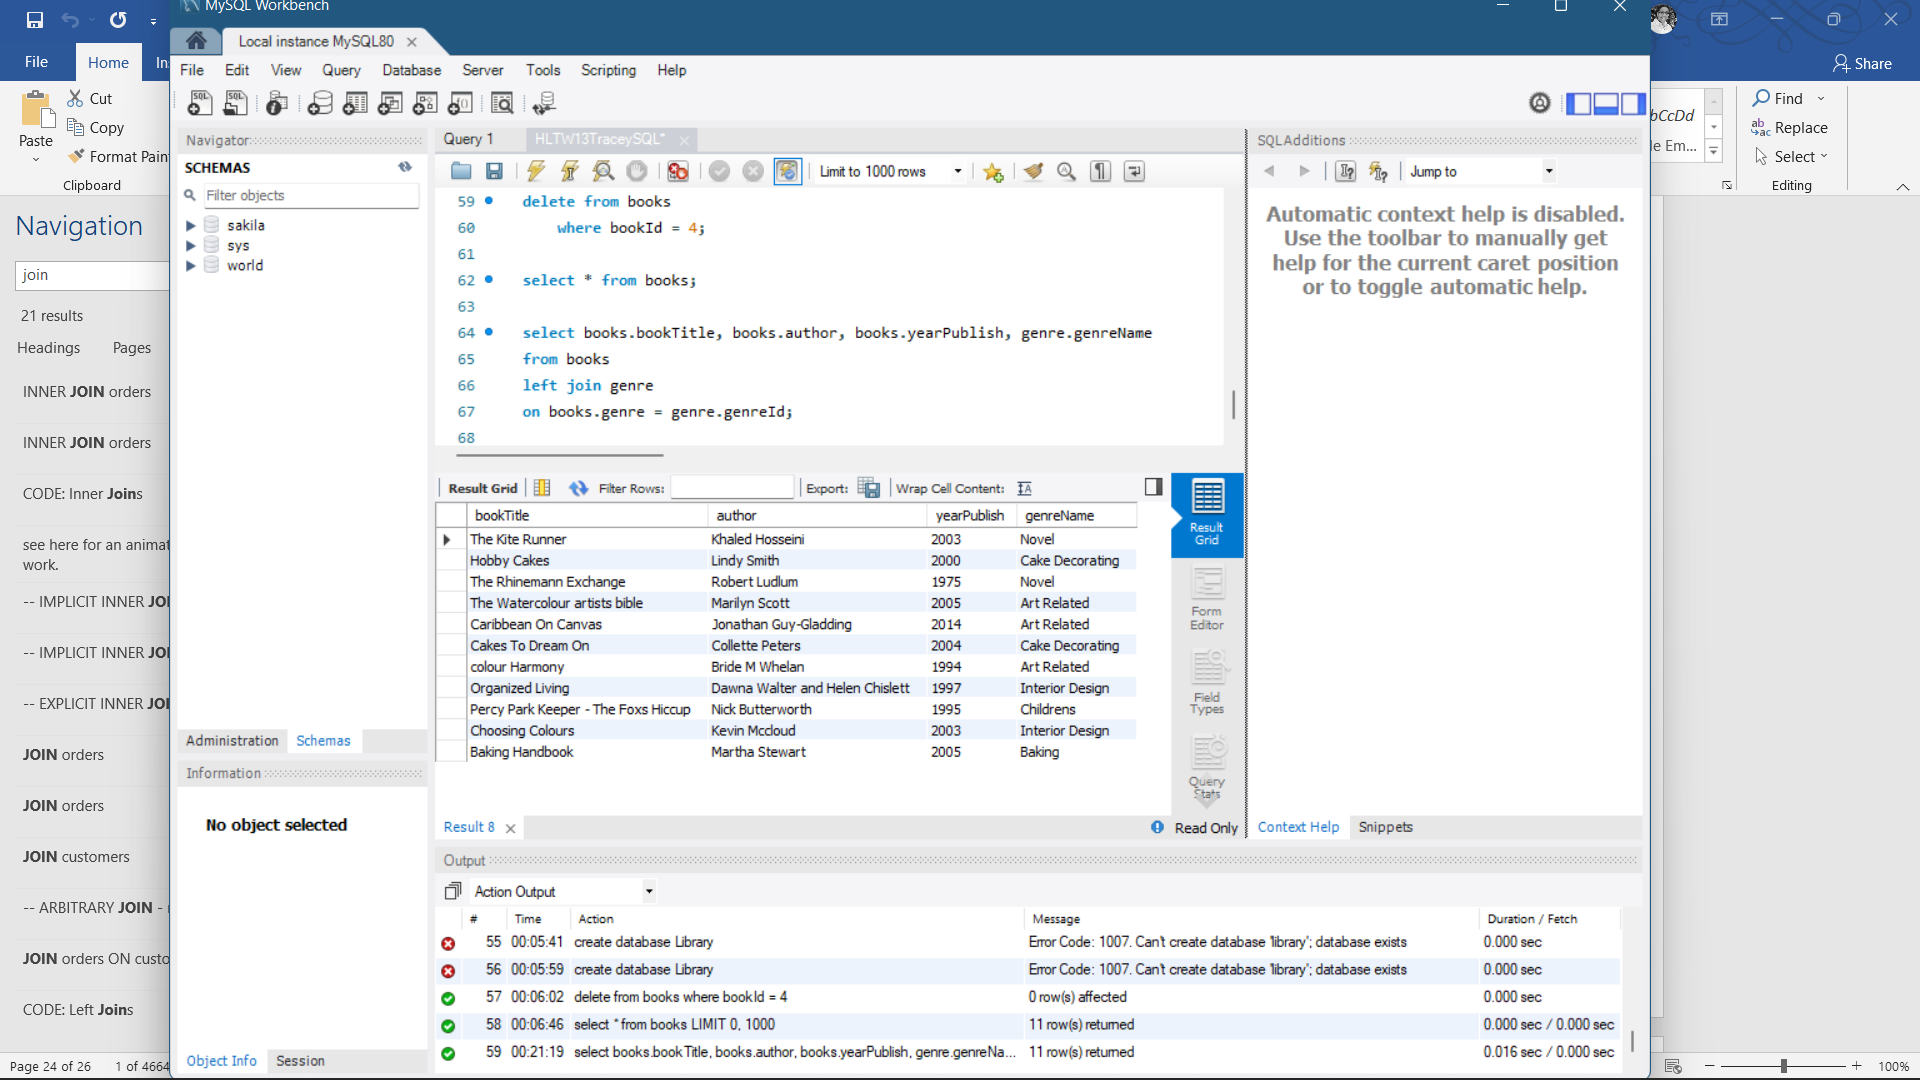 MySQL Workbench
Local instance MySQL80
File Home
Share
File Edit View Query Database Server Tools Scripting Help
Cut
Copy
Paste
Clipboard
Find
Replace
Select
Editing
Navigation
join
21 results
Headings Pages
INNER JOIN orders
INNER JOIN orders
CODE: Inner Joins
see here for an
work.
-- IMPLICIT INNER
-- IMPLICIT INNER
-- EXPLICIT INNER
JOIN orders
JOIN orders
JOIN customers
-- ARBITRARY JOIN -
JOIN orders ON
CODE: Left Joins
Page 24 of 26
100%
Navigator
SCHEMAS
Filter objects
sakila
sys
world
Administration Schemas
Information
No object selected
Object Info Session
Query 1 HLTW13TraceySQL*
Limit to 1000 rows
59 delete from books
60 where bookId = 4;
61
62 select * from books;
63
64 select books.bookTitle, books.author, books.yearPublish, genre.genreName
65 from books
66 left join genre
67 on books.genre = genre.genreId;
68
Result Grid Filter Rows: Export: Wrap Cell Content:
bookTitle author yearPublish genreName
The Kite Runner Khaled Hosseini 2003 Novel
Hobby Cakes Lindy Smith 2000 Cake Decorating
The Rhinemann Exchange Robert Ludlum 1975 Novel
The Watercolour artists bible Marilyn Scott 2005 Art Related
Caribbean On Canvas Jonathan Guy-Gladding 2014 Art Related
Cakes To Dream On Collette Peters 2004 Cake Decorating
colour Harmony Bride M Whelan 1994 Art Related
Organized Living Dawna Walter and Helen Chislett 1997 Interior Design
Percy Park Keeper - The Foxs Hiccup Nick Butterworth 1995 Childrens
Choosing Colours Kevin Mccloud 2003 Interior Design
Baking Handbook Martha Stewart 2005 Baking
Result
Grid
Form
Editor
Field
Types
Query
Stats
Result 8
Read Only
SQLAdditions
Jump to
Automatic context help is disabled.
Use the toolbar to manually get
help for the current caret position
or to toggle automatic help.
Context Help Snippets
Output
Action Output
# Time Action Message Duration / Fetch
55 00:05:41 create database Library Error Code: 1007. Can't create database 'library'; database exists 0.000 sec
56 00:05:59 create database Library Error Code: 1007. Can't create database 'library'; database exists 0.000 sec
57 00:06:02 delete from books where bookId = 4 0 row(s) affected 0.000 sec
58 00:06:46 select * from books LIMIT 0, 1000 11 row(s) returned 0.000 sec / 0.000 sec
59 00:21:19 select books.bookTitle, books.author, books.yearPublish, genre.genreNa... 11 row(s) returned 0.016 sec / 0.000 sec